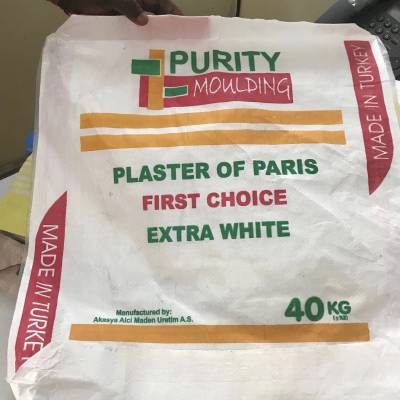 PURITY
MOULDING
MADE IN TURKEY
PLASTER OF PARIS
FIRST CHOICE
EXTRA WHITE
MADE IN TURKEY
Manufactured by:
Akasya Alci Maden Uretim A.S.
40 KG